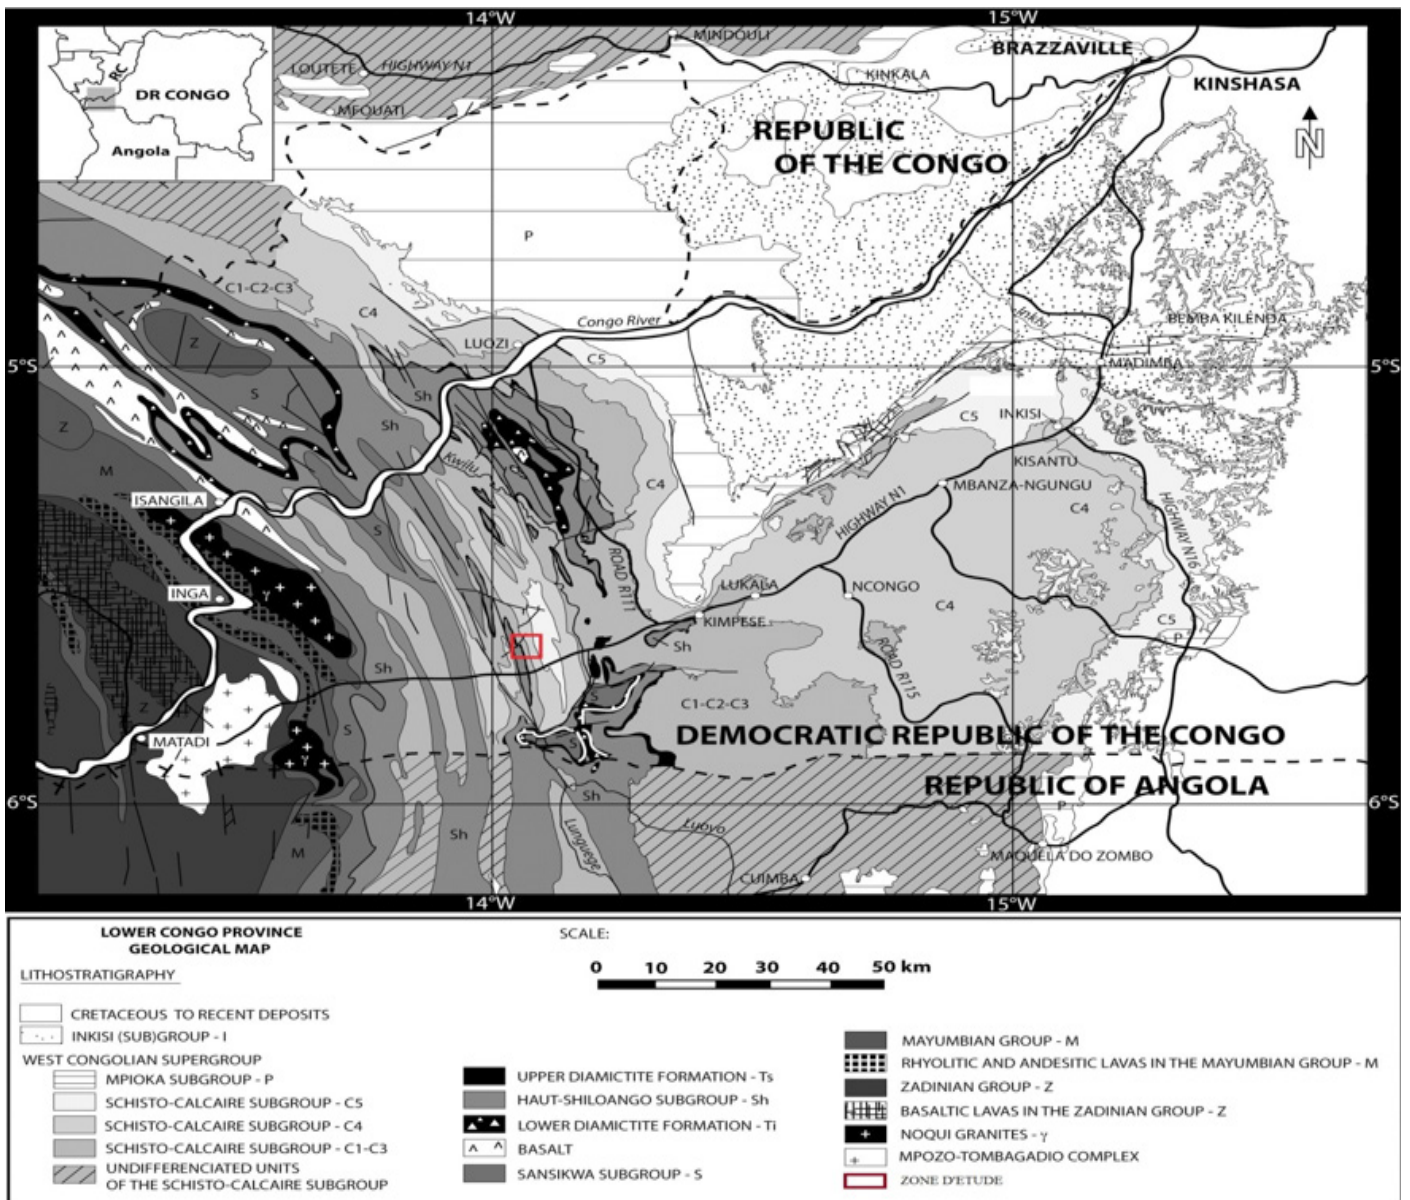 14°W
15°W
MINDOULI
BRAZZAVILLE
LOUTETE
HIGHWAY N1
KINKALA
KINSHASA
RC
DR CONGO
MFOUATI
N
REPUBLIC
OF THE CONGO
Angola
P
I
C1-C2-C3
C4
Congo River
Inkisi
BEMBA KILENDA
Z
LUOZI
C5
MADIMBA
5°S
5°S
S
Sh
C5
INKISI
Z
Sh
M
Kwilu
KISANTU
C4
ISANGILA
MBANZA-NGUNGU
S
HIGHWAY N1
C4
HIGHWAY N16
ROAD R111
INGA
γ
LUKALA
NCONGO
C4
KIMPESE
C5
P
Sh
Sh
ROAD R115
S
Z
C1-C2-C3
S
MATADI
S
DEMOCRATIC REPUBLIC OF THE CONGO
γ
REPUBLIC OF ANGOLA
Sh
6°S
P
6°S
Sh
Luovo
M
Lunguege
MAQUELA DO ZOMBO
CUIMBA
14°W
15°W
LOWER CONGO PROVINCE
GEOLOGICAL MAP
SCALE:
LITHOSTRATIGRAPHY
0 10 20 30 40 50 km
CRETACEOUS TO RECENT DEPOSITS
INKISI (SUB)GROUP - I
WEST CONGOLIAN SUPERGROUP
MPIOKA SUBGROUP - P
SCHISTO-CALCAIRE SUBGROUP - C5
SCHISTO-CALCAIRE SUBGROUP - C4
SCHISTO-CALCAIRE SUBGROUP - C1-C3
UNDIFFERENCIATED UNITS
OF THE SCHISTO-CALCAIRE SUBGROUP
UPPER DIAMICTITE FORMATION - Ts
HAUT-SHILOANGO SUBGROUP - Sh
LOWER DIAMICTITE FORMATION - Ti
BASALT
SANSIKWA SUBGROUP - S
MAYUMBIAN GROUP - M
RHYOLITIC AND ANDESITIC LAVAS IN THE MAYUMBIAN GROUP - M
ZADINIAN GROUP - Z
BASALTIC LAVAS IN THE ZADINIAN GROUP - Z
NOQUI GRANITES - γ
MPOZO-TOMBAGADIO COMPLEX
ZONE D'ETUDE